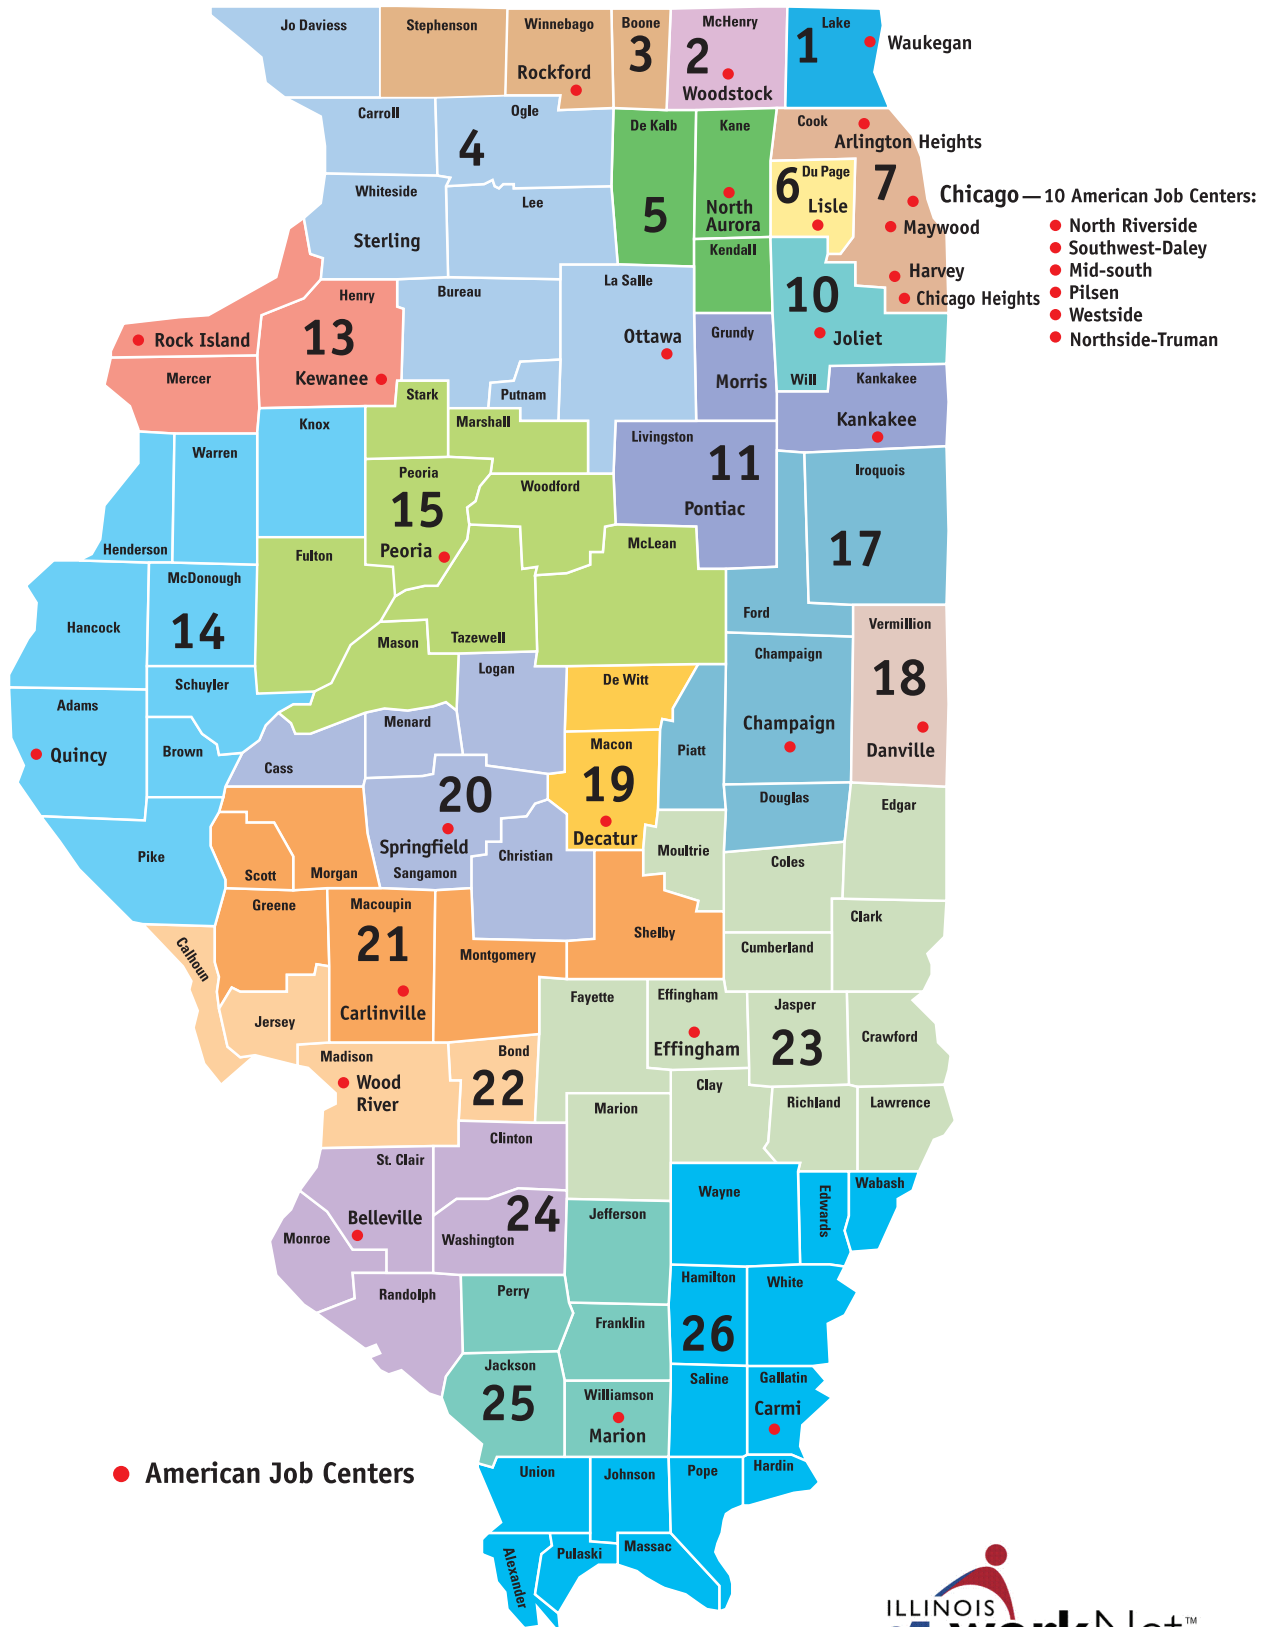 Jo Daviess
Stephenson
Winnebago
Rockford
Boone
3
McHenry
2
Woodstock
Lake
1
Waukegan
Carroll
Ogle
4
De Kalb
5
Kane
North
Aurora
Cook
Arlington Heights
Du Page
6
Lisle
7
Chicago — 10 American Job Centers:
North Riverside
Southwest-Daley
Mid-south
Pilsen
Westside
Northside-Truman
Maywood
Harvey
Chicago Heights
Whiteside
Sterling
Lee
Kendall
Rock Island
Henry
13
Kewanee
Mercer
Bureau
Putnam
La Salle
Ottawa
Grundy
Morris
10
Joliet
Will
Kankakee
Kankakee
Stark
Marshall
Knox
Warren
Henderson
Peoria
15
Peoria
Woodford
Livingston
11
Pontiac
Iroquois
17
Ford
McLean
Fulton
McDonough
14
Hancock
Schuyler
Adams
Quincy
Brown
Pike
Mason
Tazewell
Logan
Menard
Cass
De Witt
Macon
19
Decatur
Piatt
Champaign
Champaign
Vermillion
18
Danville
Douglas
Edgar
20
Springfield
Sangamon
Christian
Moultrie
Coles
Scott
Morgan
Greene
Macoupin
21
Carlinville
Montgomery
Shelby
Cumberland
Clark
Calhoun
Jersey
Fayette
Effingham
Effingham
Jasper
23
Crawford
Madison
Wood
River
Bond
22
Clay
Richland
Lawrence
Marion
Clinton
St. Clair
Belleville
24
Washington
Monroe
Randolph
Wayne
Edwards
Wabash
Jefferson
Perry
Franklin
Hamilton
26
White
Jackson
25
Williamson
Marion
Saline
Gallatin
Carmi
American Job Centers
Union
Johnson
Pope
Hardin
Alexander
Pulaski
Massac
ILLINOIS
workNet™